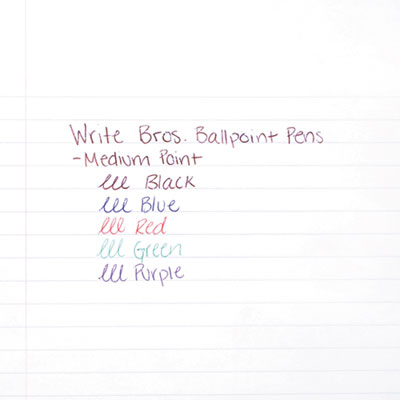 Write Bros. Ballpoint Pens
-Medium Point
lll Black
lll Blue
lll Red
lll Green
lll Purple